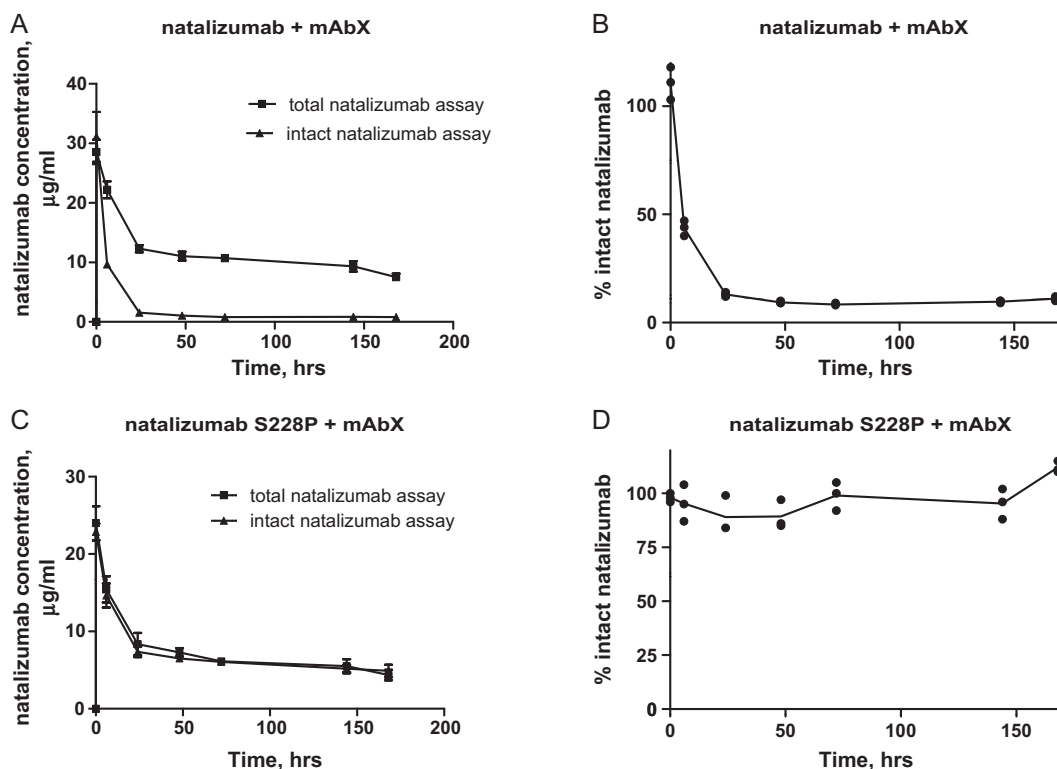 A
natalizumab + mAbX
natalizumab concentration,
µg/ml
40
30
20
10
0
total natalizumab assay
intact natalizumab assay
0 50 100 150 200
Time, hrs
B
natalizumab + mAbX
% intact natalizumab
100
50
0
0 50 100 150
Time, hrs
C
natalizumab S228P + mAbX
natalizumab concentration,
µg/ml
30
20
10
0
total natalizumab assay
intact natalizumab assay
0 50 100 150 200
Time, hrs
D
natalizumab S228P + mAbX
% intact natalizumab
100
75
50
25
0
0 50 100 150
Time, hrs